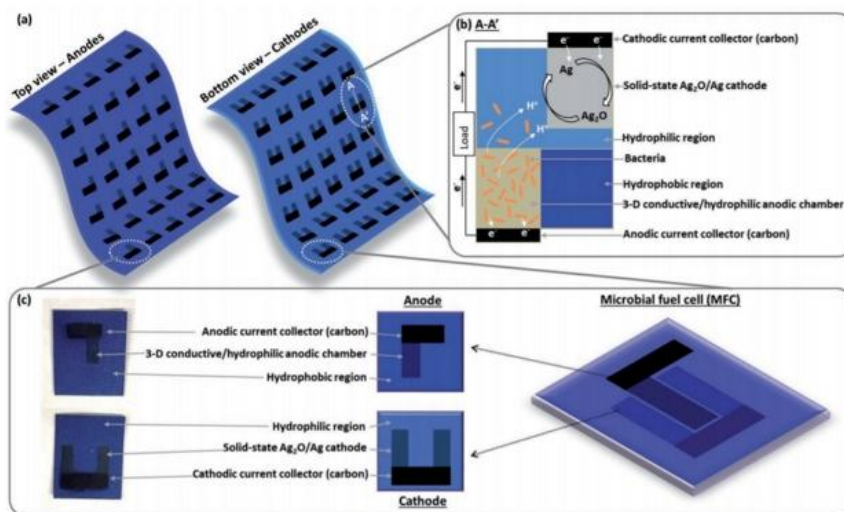 (a)
Top view – Anodes
Bottom view – Cathodes
A
A'
(b) A-A'
e⁻ e⁻
Cathodic current collector (carbon)
Ag
Solid-state Ag₂O/Ag cathode
e⁻
H⁺
Ag₂O
H⁺
Load
Hydrophilic region
Bacteria
Hydrophobic region
e⁻
3-D conductive/hydrophilic anodic chamber
e⁻ e⁻
Anodic current collector (carbon)
(c)
Anode
Microbial fuel cell (MFC)
Anodic current collector (carbon)
3-D conductive/hydrophilic anodic chamber
Hydrophobic region
Hydrophilic region
Solid-state Ag₂O/Ag cathode
Cathodic current collector (carbon)
Cathode